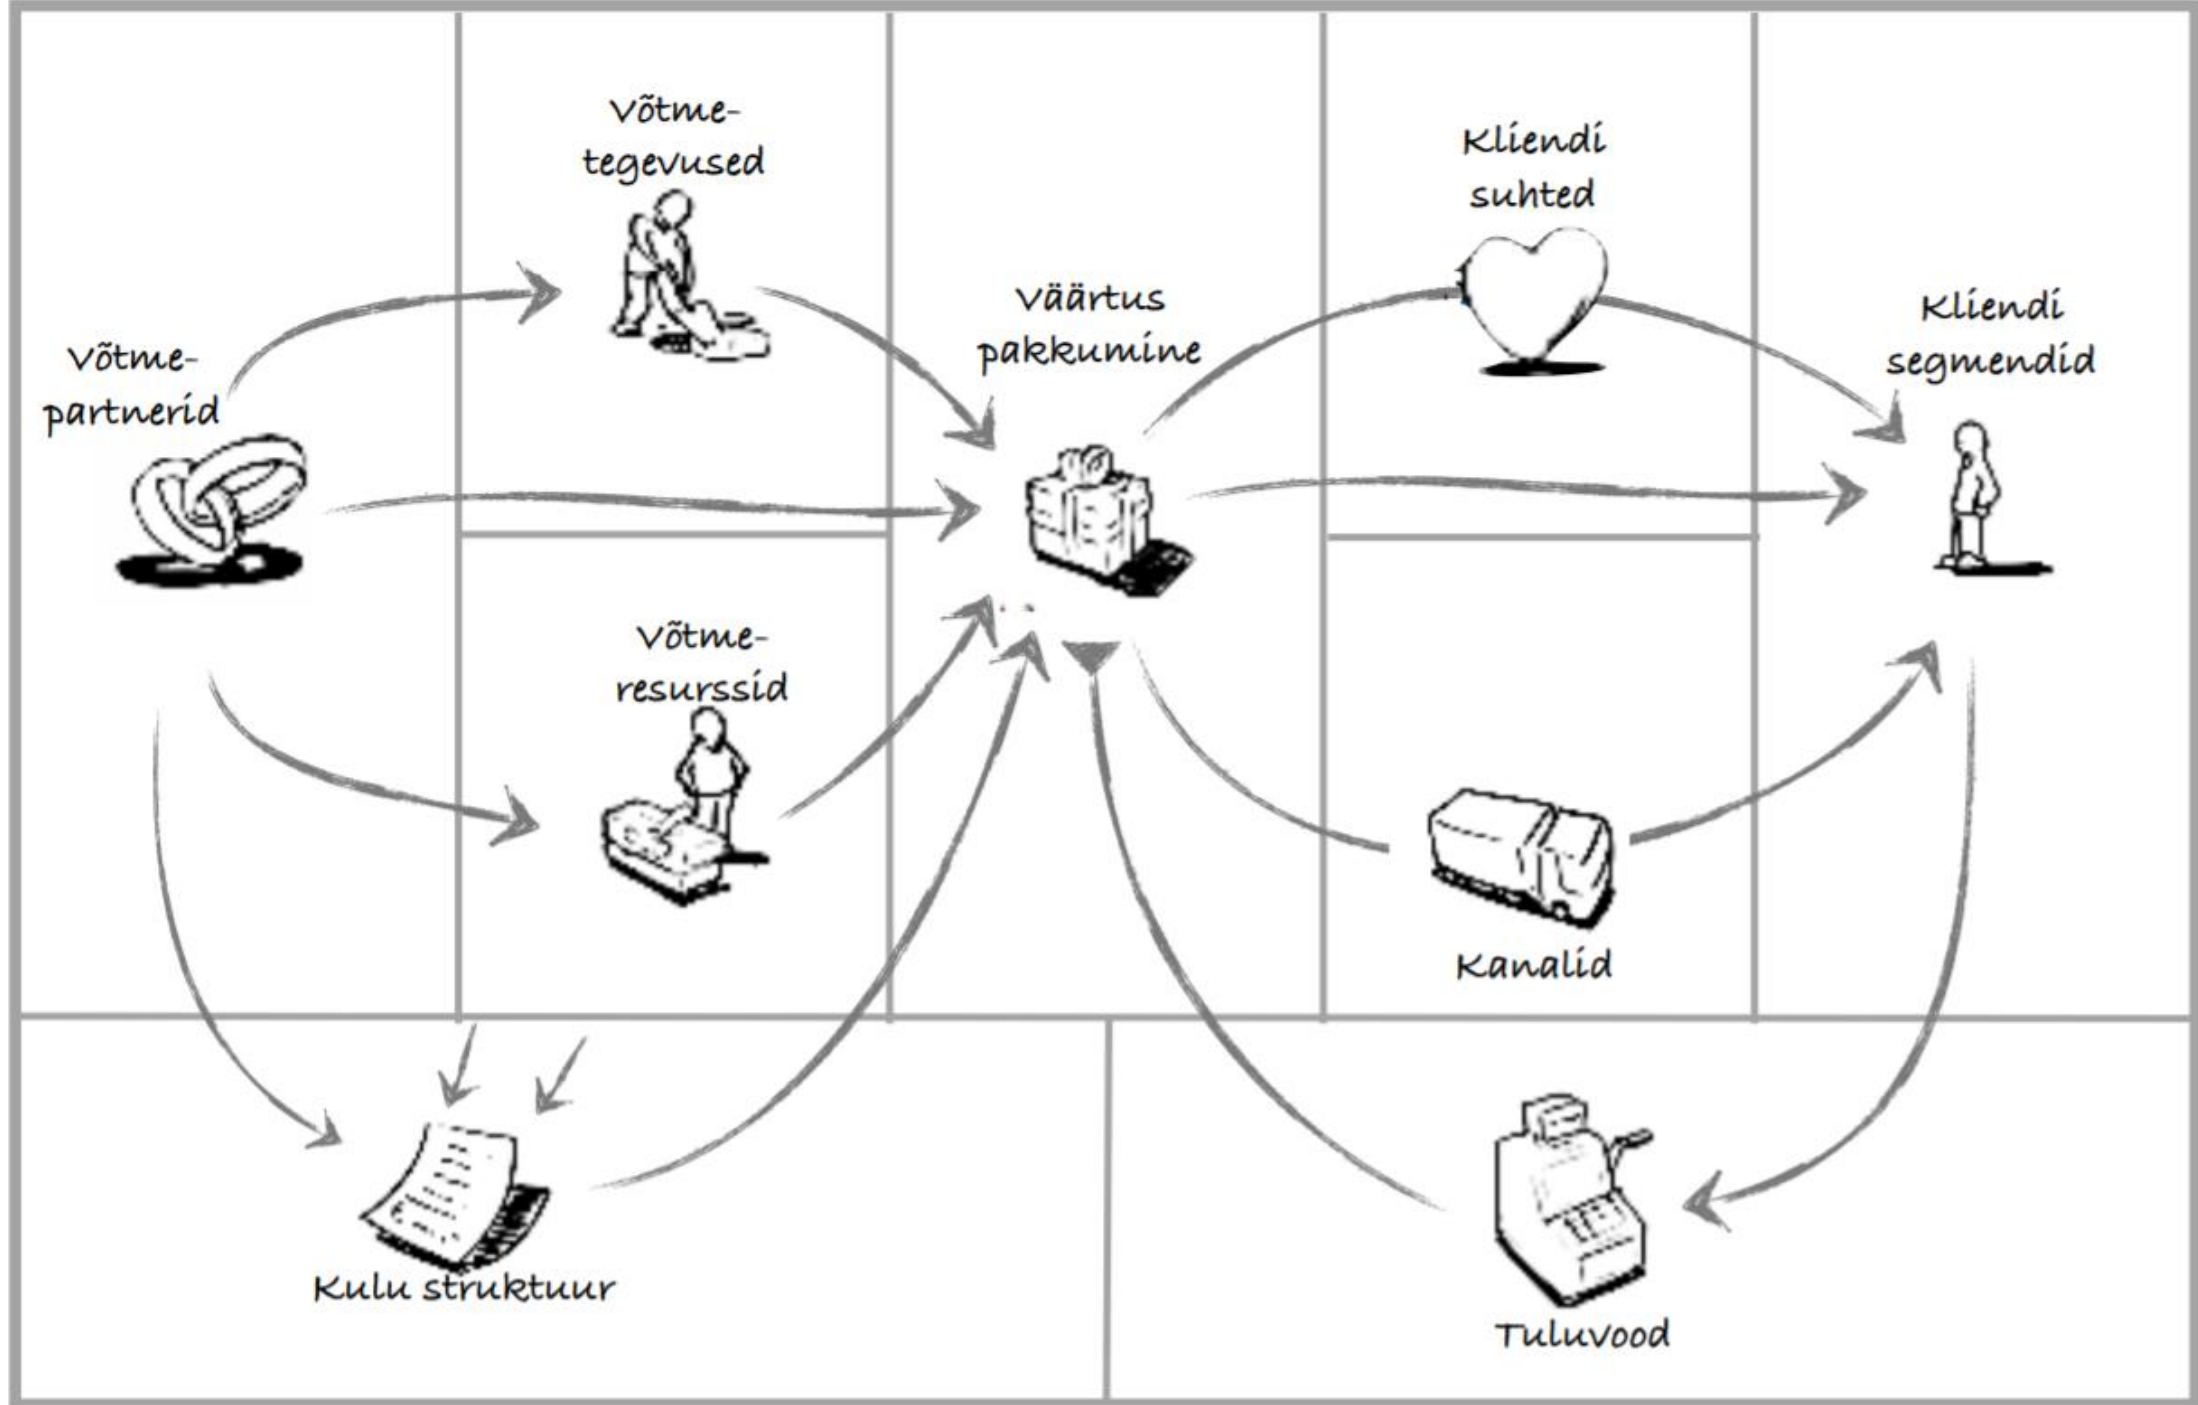 Võtme-
partnerid
Võtme-
tegevused
Võtme-
resurssid
Väärtus
pakkumine
Kliendi
suhted
Kanalid
Kliendi
segmendid
Kulu struktuur
Tuluvood